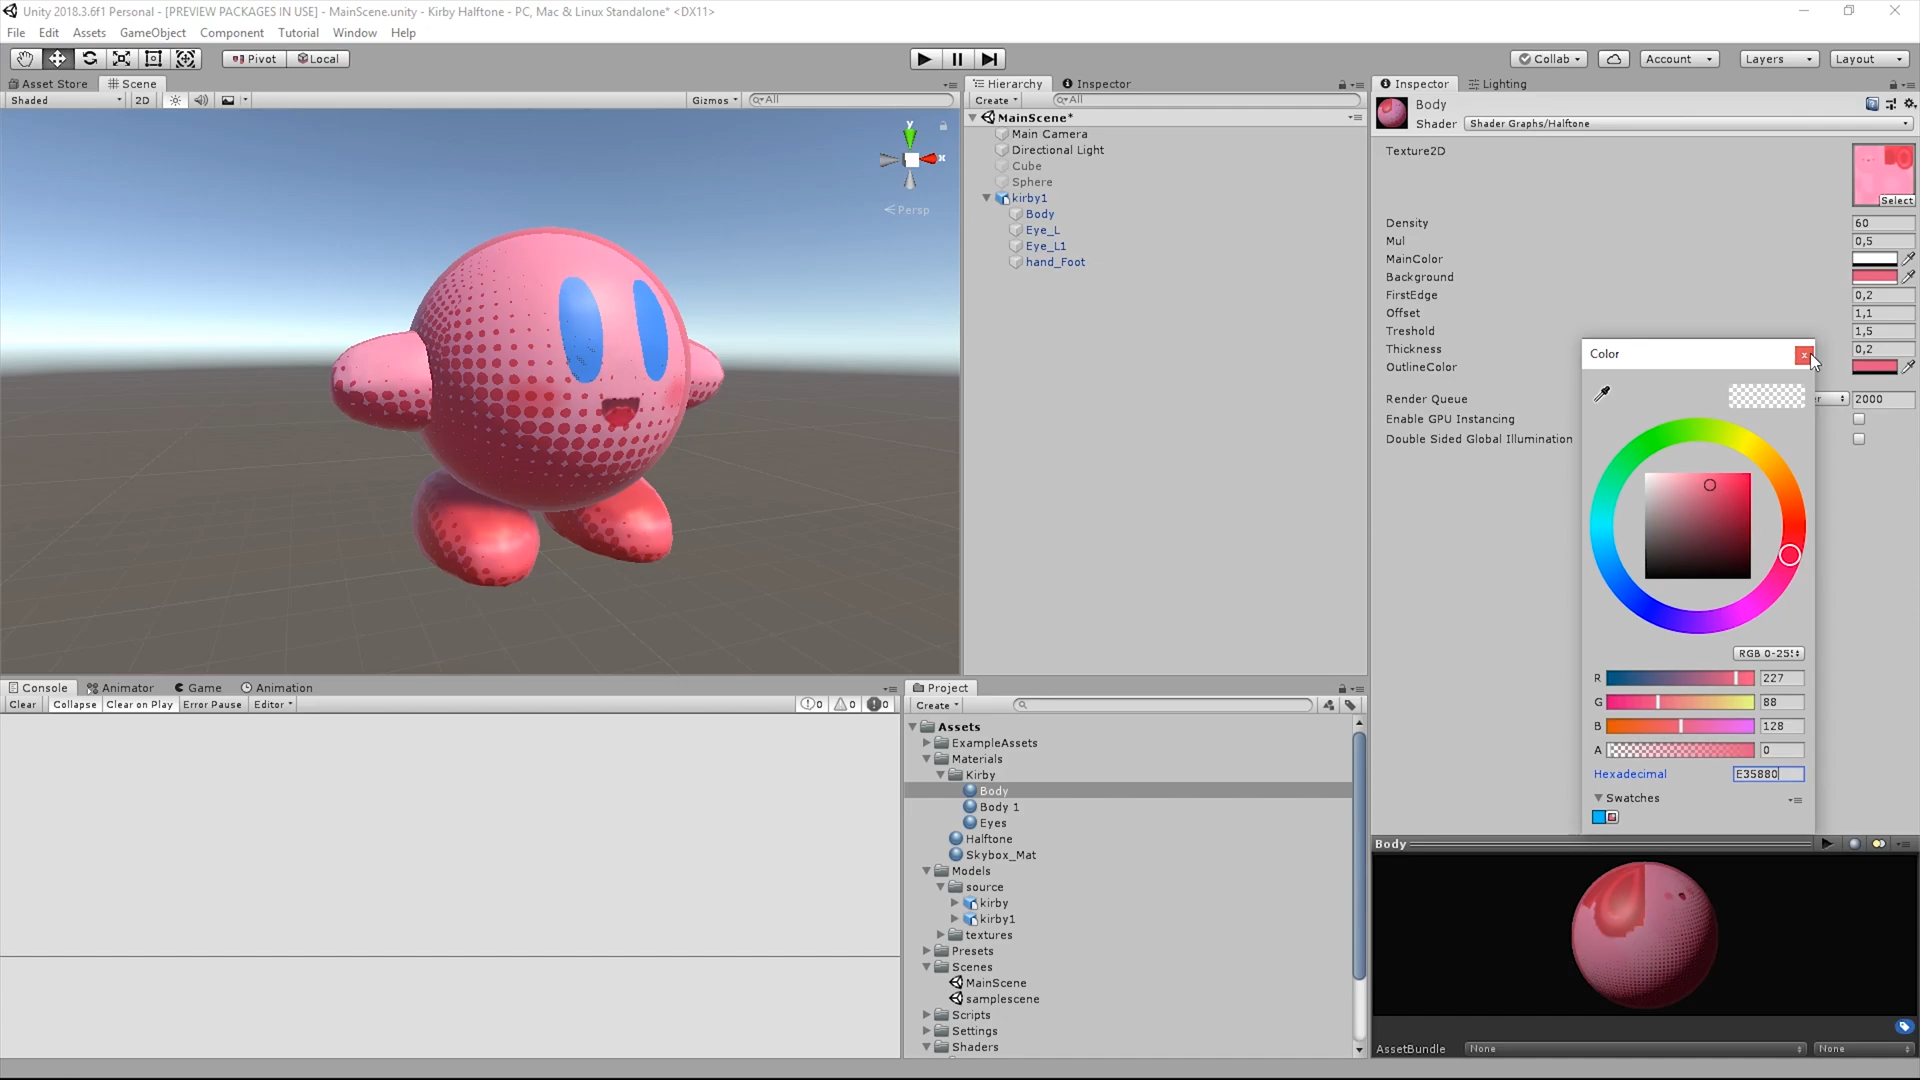 Unity 2018.3.6f1 Personal - [PREVIEW PACKAGES IN USE] - MainScene.unity - Kirby Halftone - PC, Mac & Linux Standalone* <DX11>
File Edit Assets GameObject Component Tutorial Window Help
Pivot Local Collab Account Layers Layout
Asset Store Scene
Shaded 2D Gizmos All
y
x
Persp
Hierarchy Inspector
Create All
MainScene*
Main Camera
Directional Light
Cube
Sphere
kirby1
Body
Eye_L
Eye_L1
hand_Foot
Inspector Lighting
Body
Shader Shader Graphs/Halftone
Texture2D
Select
Density 60
Mul 0,5
MainColor
Background
FirstEdge 0,2
Offset 1,1
Treshold 1,5
Thickness 0,2
OutlineColor
Render Queue 2000
Enable GPU Instancing
Double Sided Global Illumination
Color
x
RGB 0-25
R 227
G 88
B 128
A 0
Hexadecimal E35880
Swatches
Console Animator Game Animation
Clear Collapse Clear on Play Error Pause Editor 0 0 0
Project
Create
Assets
ExampleAssets
Materials
Kirby
Body
Body 1
Eyes
Halftone
Skybox_Mat
Models
source
kirby
kirby1
textures
Presets
Scenes
MainScene
samplescene
Scripts
Settings
Shaders
Body
AssetBundle None None